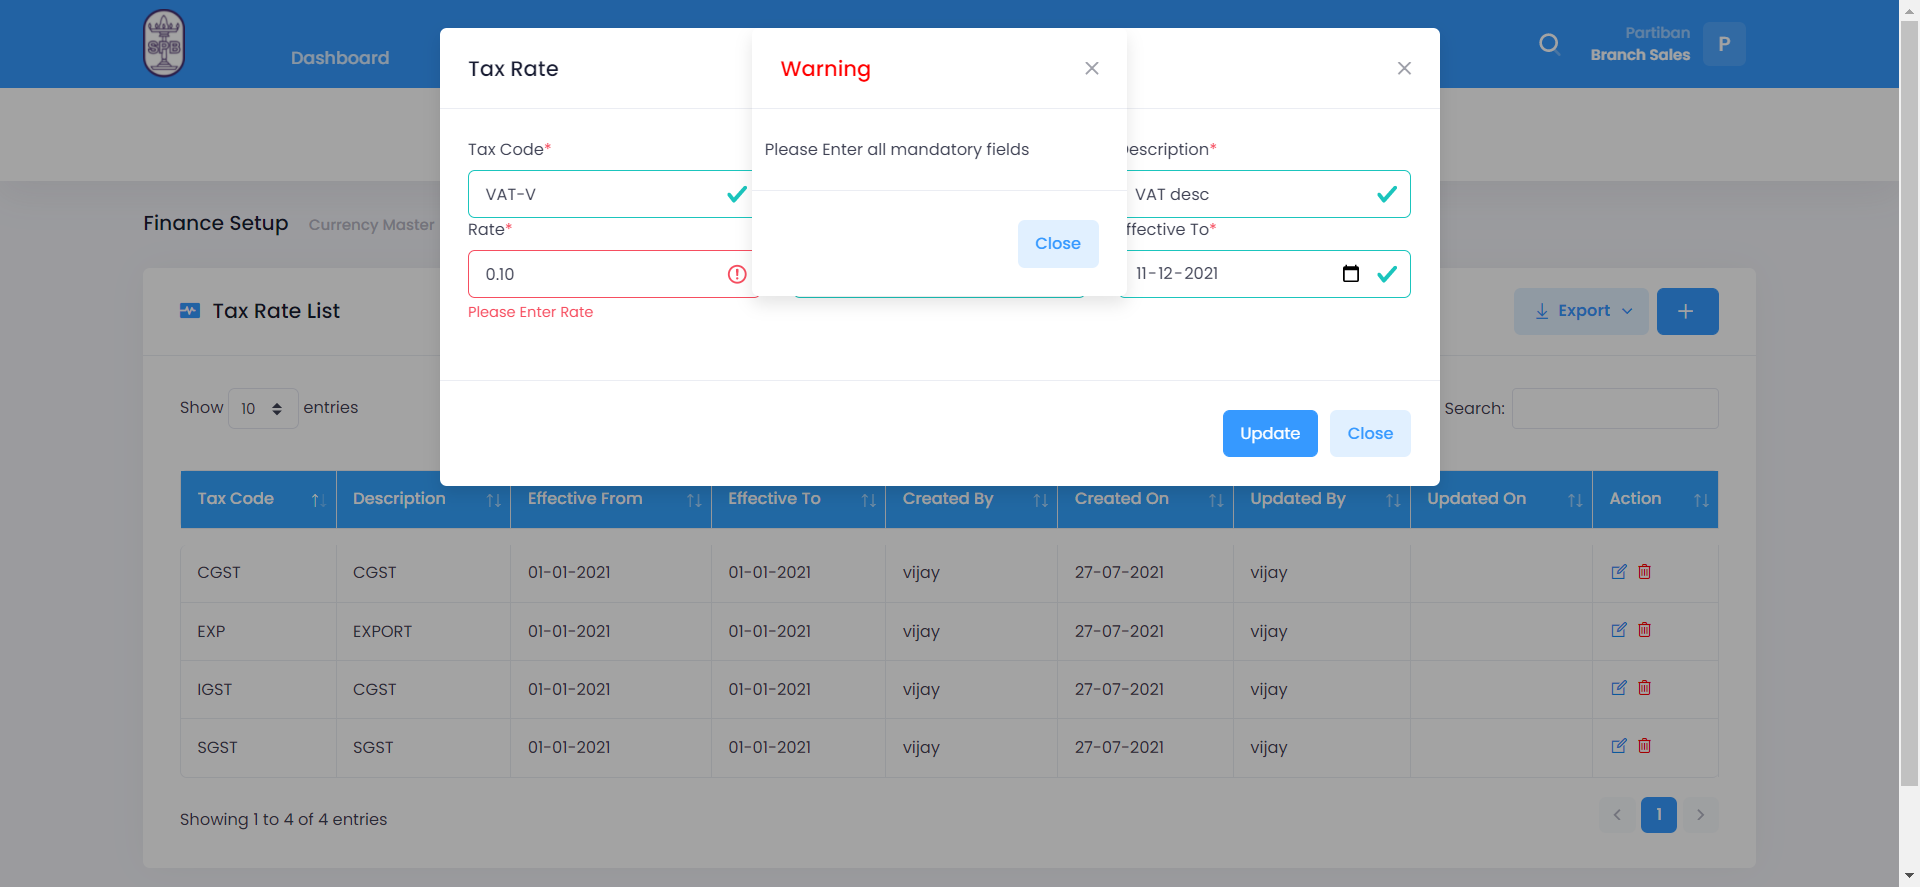 SPB
Dashboard
Partiban
Branch Sales
P
Tax Rate
Warning
Please Enter all mandatory fields
Close
Tax Code*
Description*
VAT-V
VAT desc
Rate*
Effective To*
0.10
11-12-2021
Please Enter Rate
Update
Close
Finance Setup
Currency Master
Tax Rate List
Export
Show 10 entries
Search:
Tax Code Description Effective From Effective To Created By Created On Updated By Updated On Action
CGST CGST 01-01-2021 01-01-2021 vijay 27-07-2021 vijay
EXP EXPORT 01-01-2021 01-01-2021 vijay 27-07-2021 vijay
IGST CGST 01-01-2021 01-01-2021 vijay 27-07-2021 vijay
SGST SGST 01-01-2021 01-01-2021 vijay 27-07-2021 vijay
Showing 1 to 4 of 4 entries
1